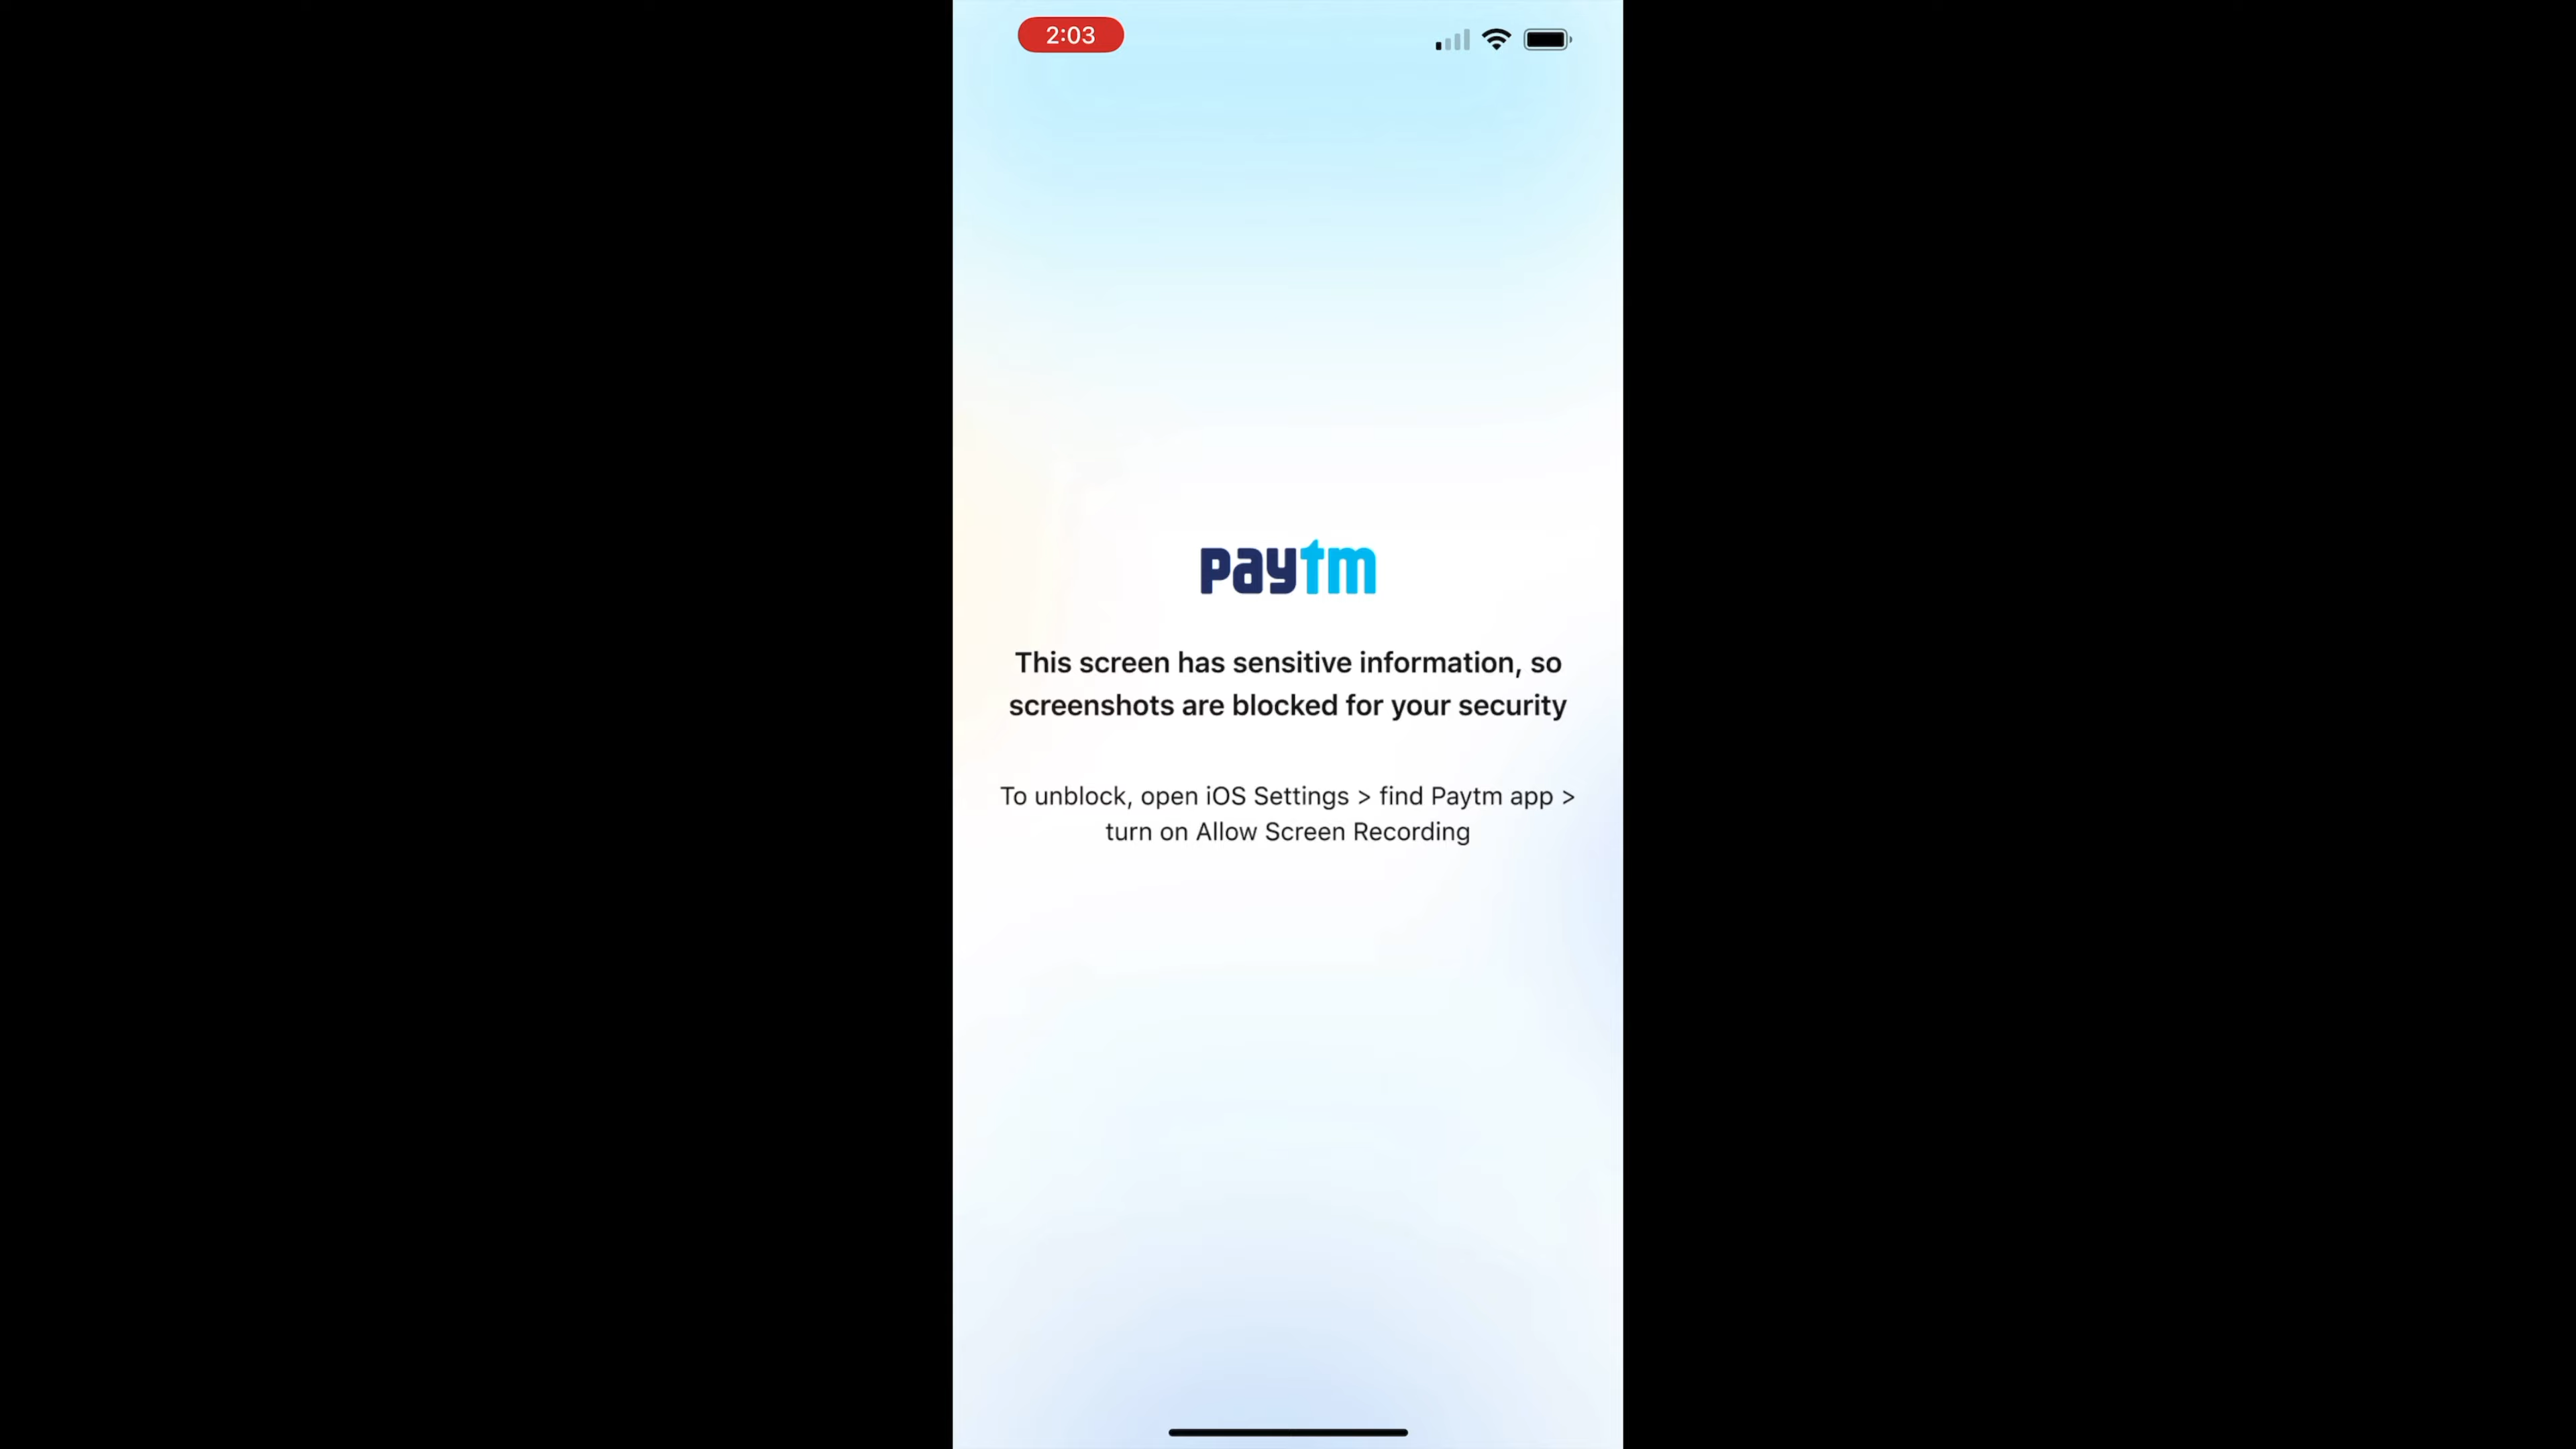 2:03
paytm
This screen has sensitive information, so
screenshots are blocked for your security
To unblock, open iOS Settings > find Paytm app >
turn on Allow Screen Recording